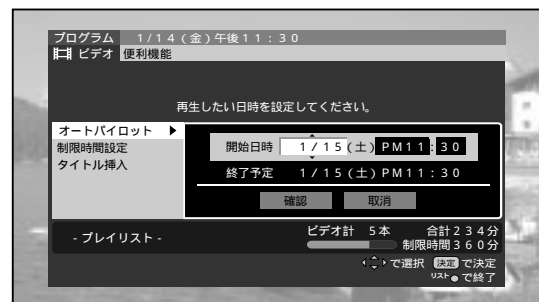 プログラム 1/14(金)午後11:30
ビデオ 便利機能
再生したい日時を設定してください。
オートパイロット ▶
制限時間設定
タイトル挿入
開始日時 1/15(土)PM11:30
終了予定 1/15(土)PM11:30
確認 取消
- プレイリスト -
ビデオ計 5本 合計234分
制限時間360分
で選択 決定 で決定
リスト● で終了